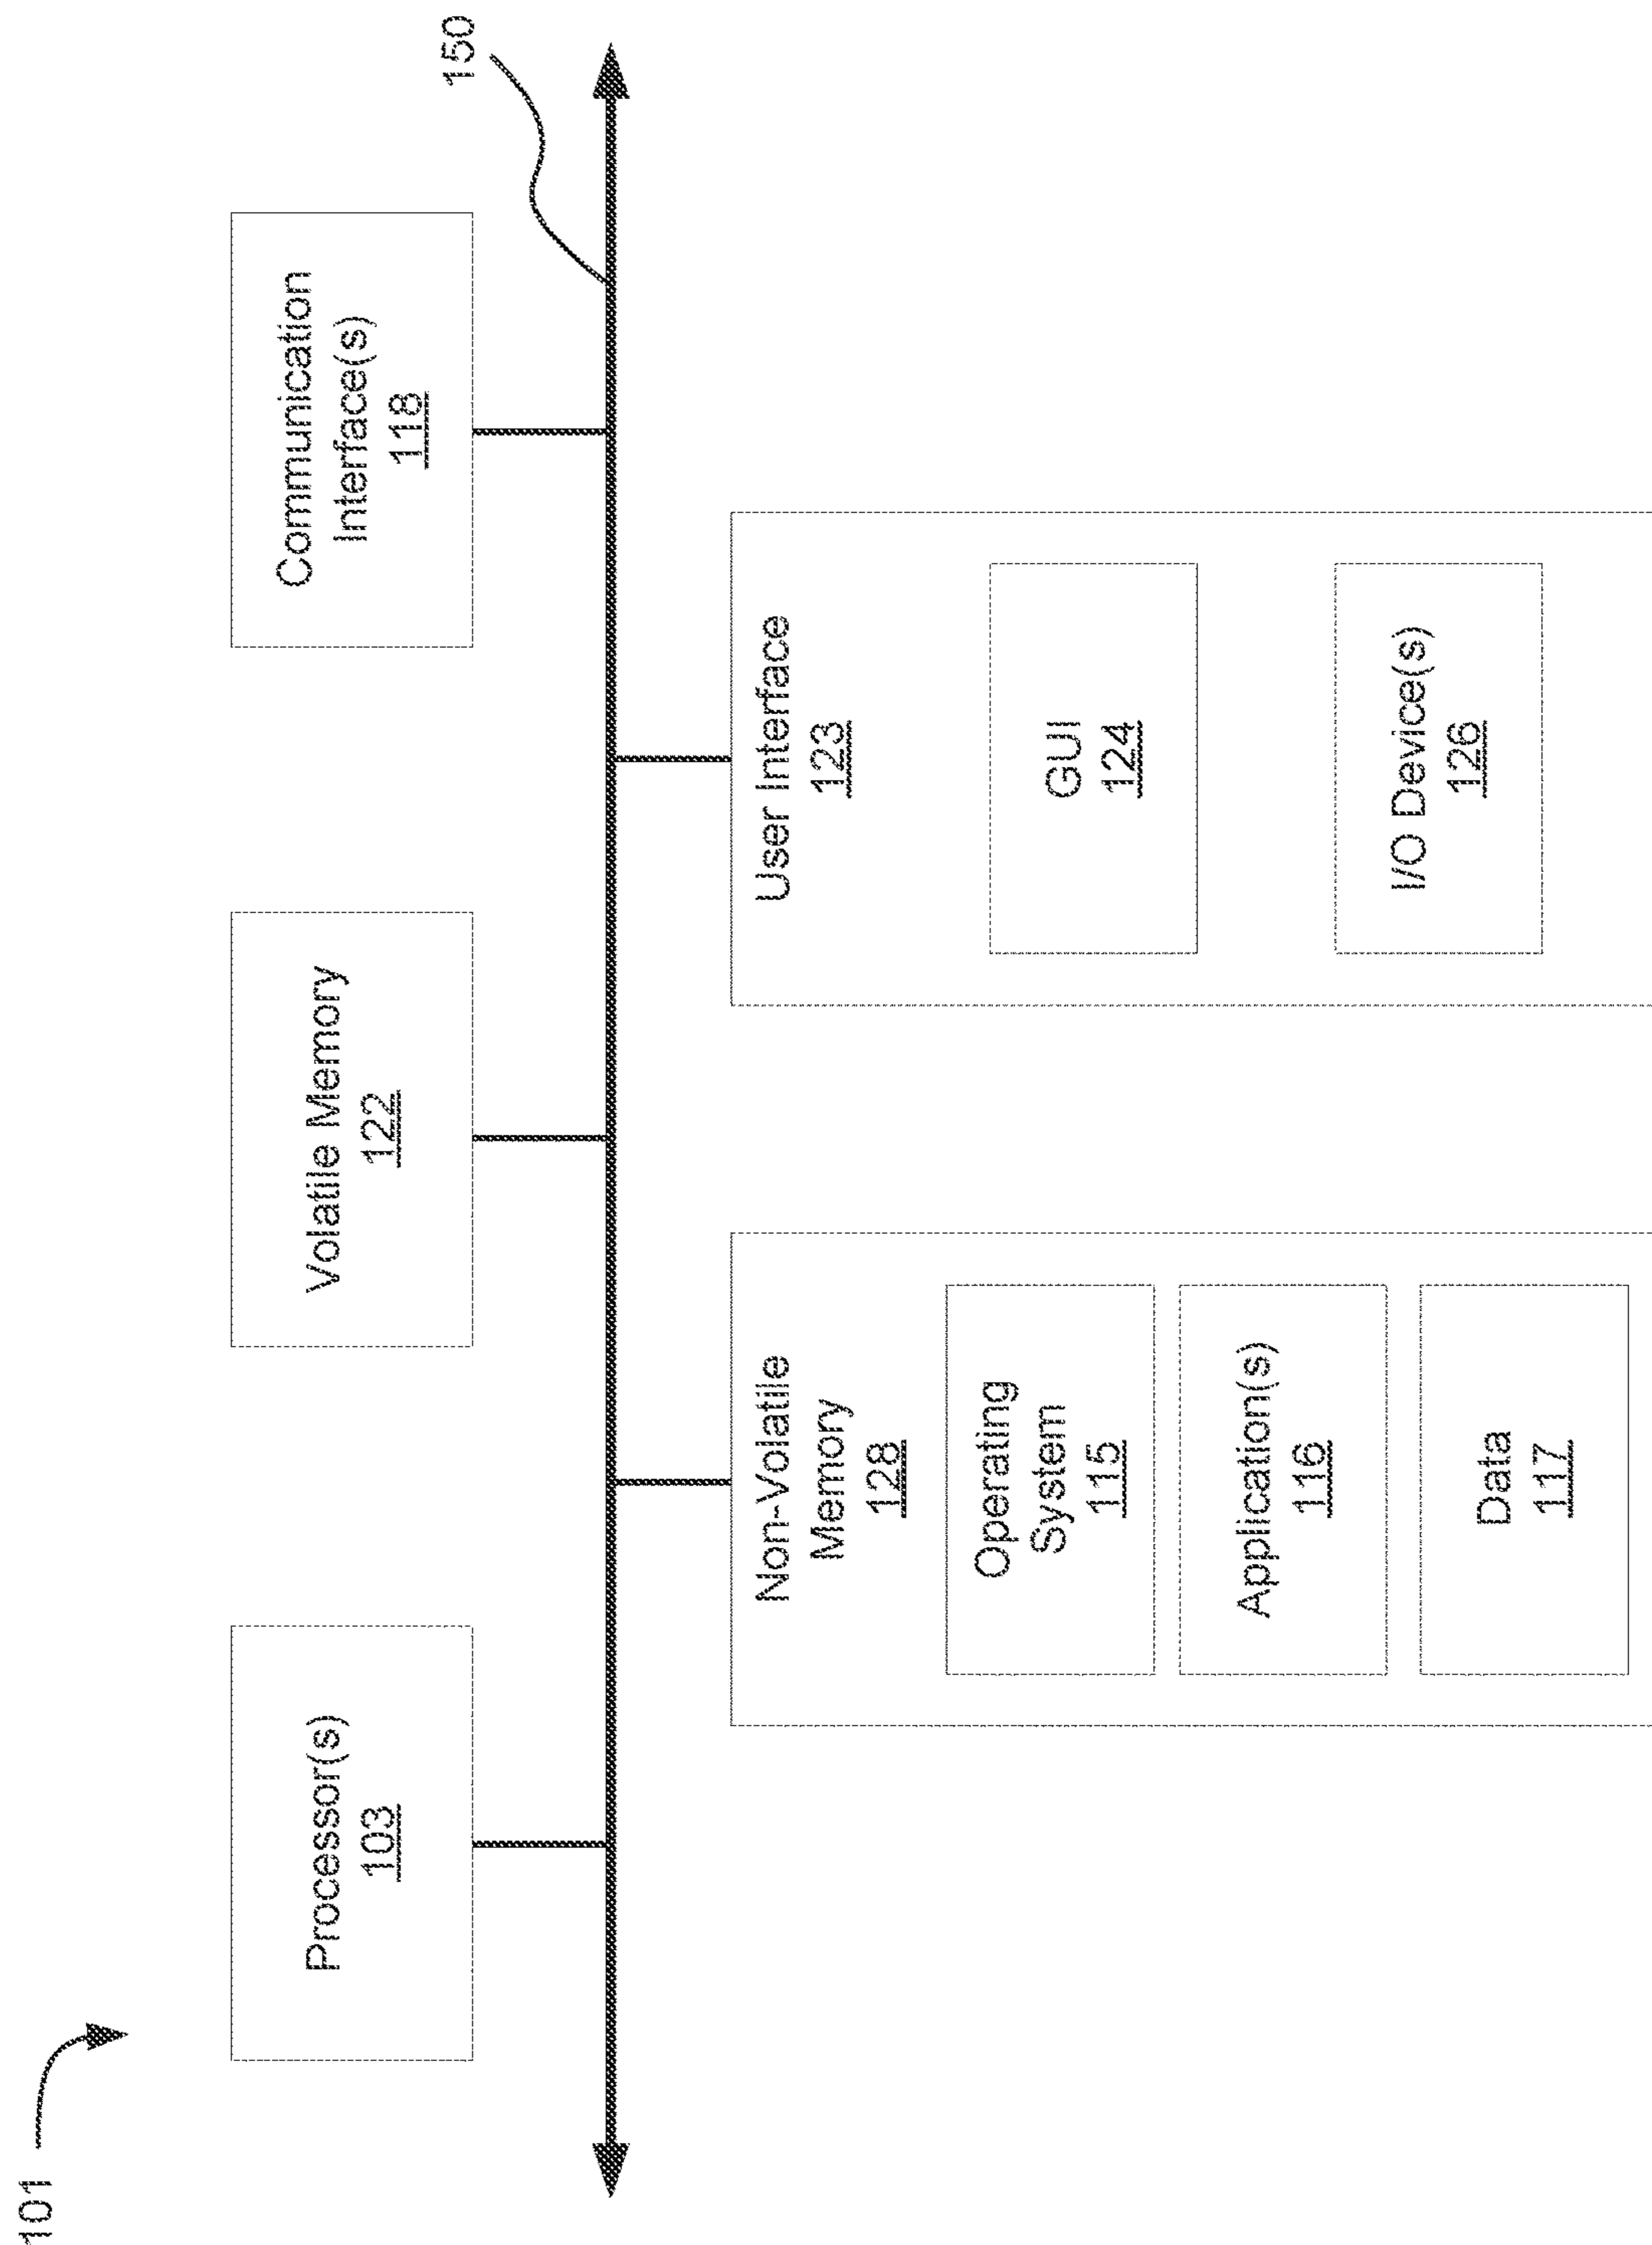 101
Processor(s)
103
Volatile Memory
122
Communication
Interface(s)
118
150
Non-Volatile
Memory
128
Operating
System
115
Application(s)
116
Data
117
User Interface
123
GUI
124
I/O Device(s)
126